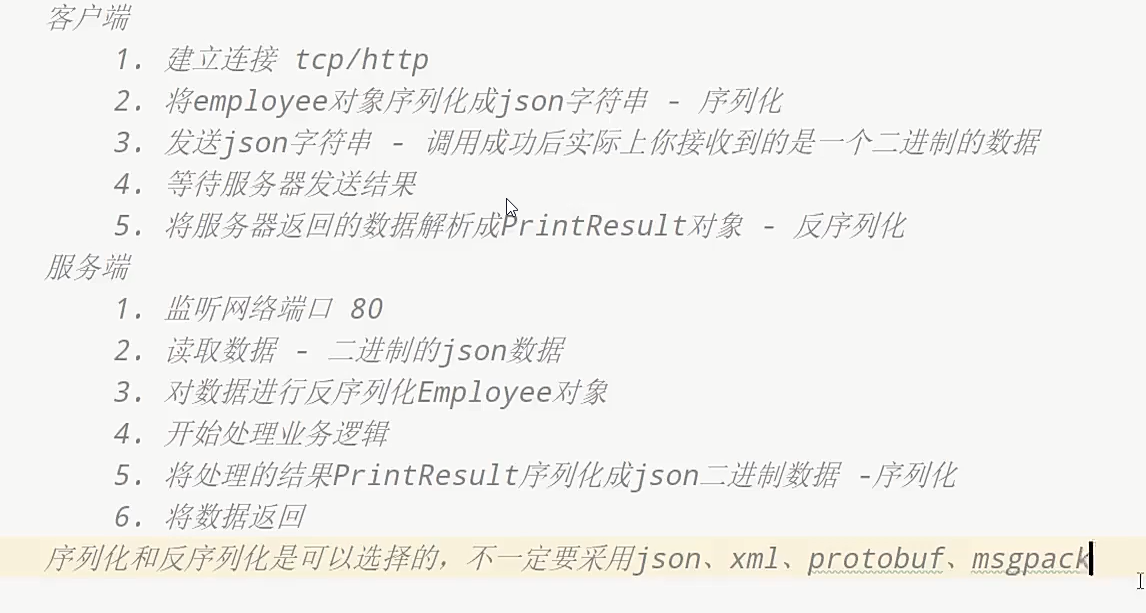 客户端
1. 建立连接 tcp/http
2. 将employee对象序列化成json字符串 - 序列化
3. 发送json字符串 - 调用成功后实际上你接收到的是一个二进制的数据
4. 等待服务器发送结果
5. 将服务器返回的数据解析成PrintResult对象 - 反序列化
服务端
1. 监听网络端口 80
2. 读取数据 - 二进制的json数据
3. 对数据进行反序列化Employee对象
4. 开始处理业务逻辑
5. 将处理的结果PrintResult序列化成json二进制数据 -序列化
6. 将数据返回
序列化和反序列化是可以选择的，不一定要采用json、xml、protobuf、msgpack